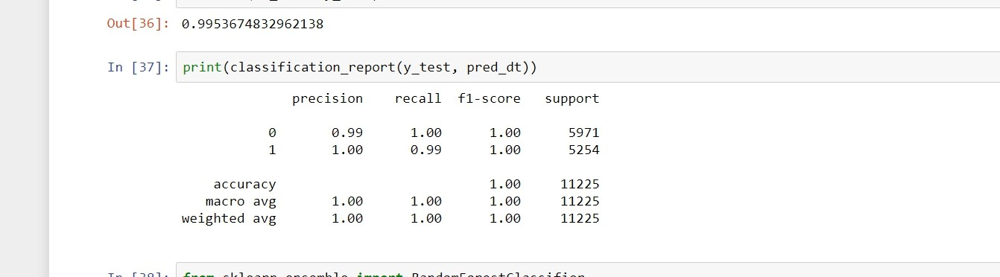 Out[36]: 0.9953674832962138
In [37]: print(classification_report(y_test, pred_dt))
precision recall f1-score support
0 0.99 1.00 1.00 5971
1 1.00 0.99 1.00 5254
accuracy 1.00 11225
macro avg 1.00 1.00 1.00 11225
weighted avg 1.00 1.00 1.00 11225
In [38]: from sklearn.ensemble import RandomForestClassifier